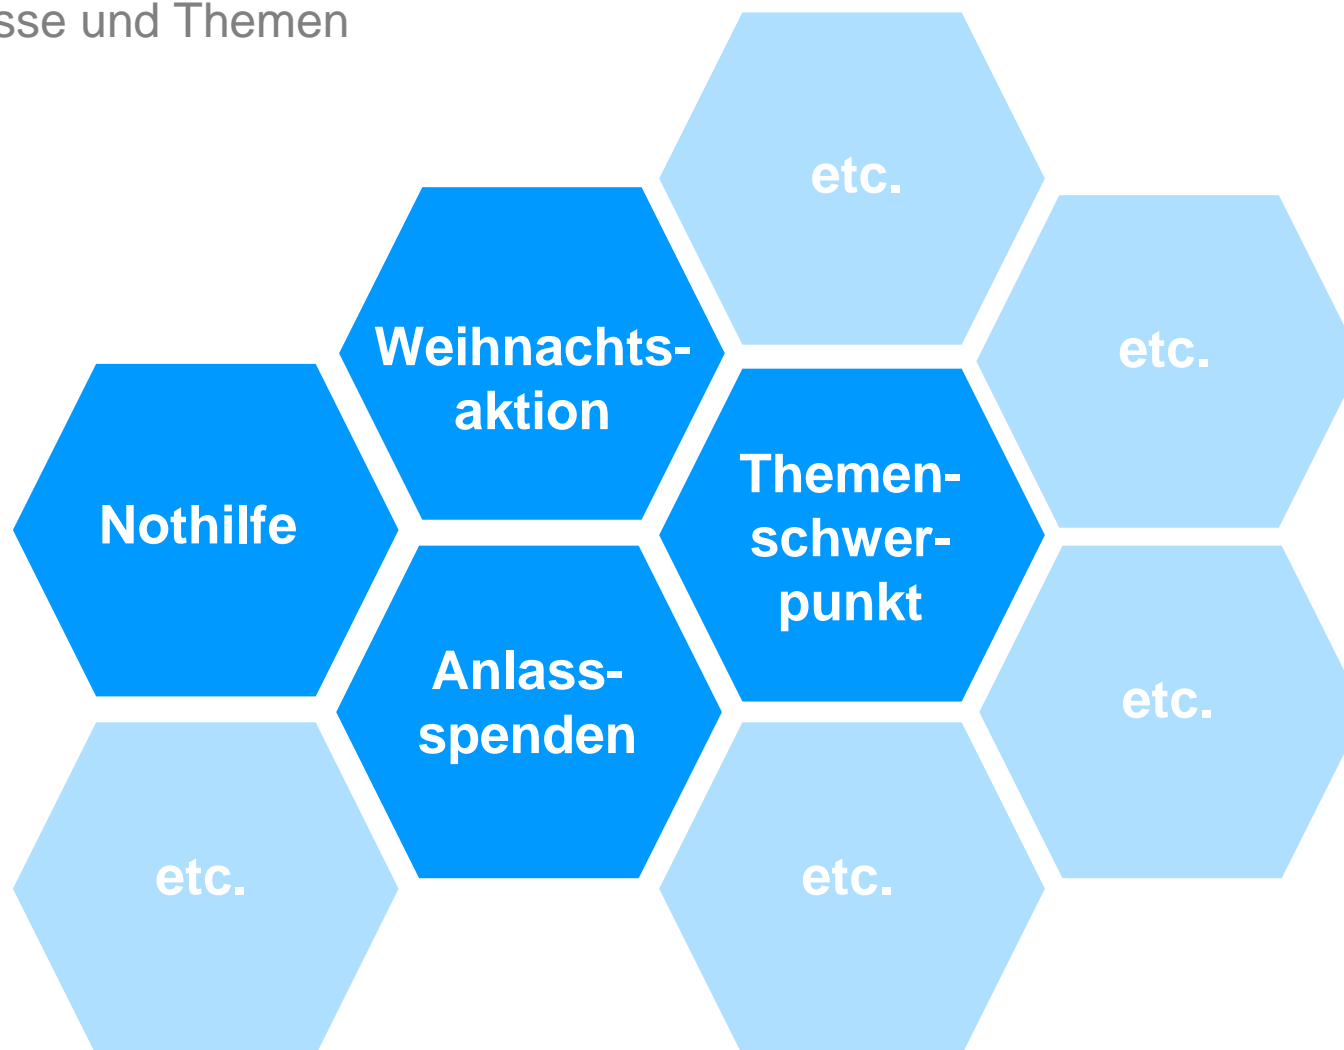 sse und Themen
etc.
Weihnachts-
aktion
etc.
Themen-
schwer-
punkt
Nothilfe
Anlass-
spenden
etc.
etc.
etc.